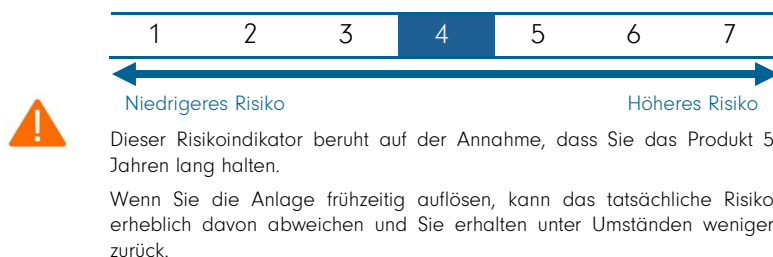 1 2 3 4 5 6 7
Niedrigeres Risiko Höheres Risiko
Dieser Risikoindikator beruht auf der Annahme, dass Sie das Produkt 5
Jahren lang halten.
Wenn Sie die Anlage frühzeitig auflösen, kann das tatsächliche Risiko
erheblich davon abweichen und Sie erhalten unter Umständen weniger
zurück.